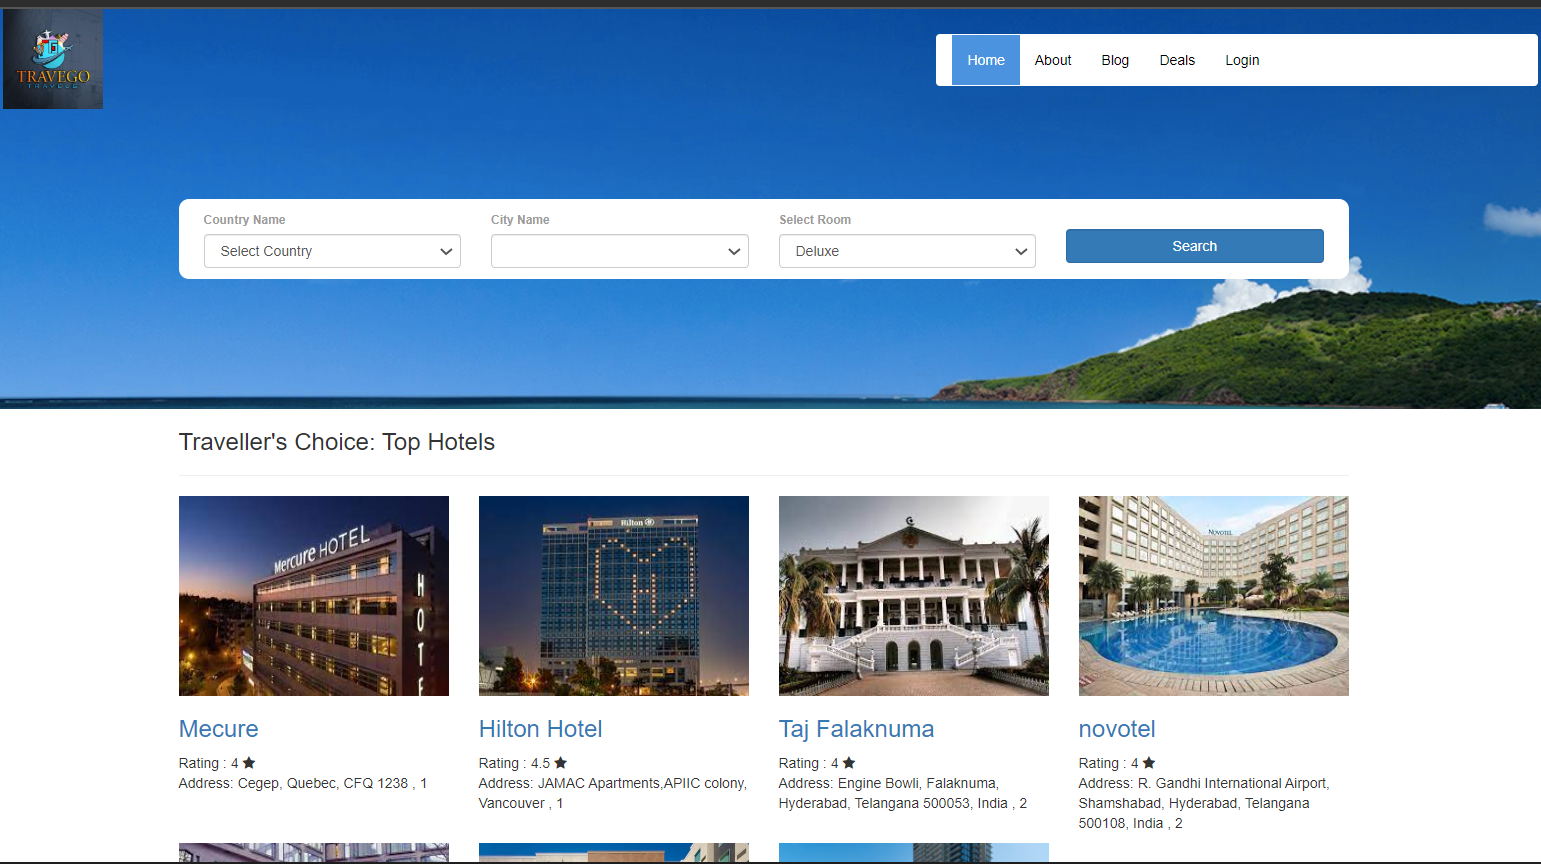 TRAVEGO
Home About Blog Deals Login
Country Name City Name Select Room
Select Country Deluxe Search
Traveller's Choice: Top Hotels
Mercure HOTEL
HOTE
Hilton
H
NOVOTEL
Mecure
Rating : 4
Address: Cegep, Quebec, CFQ 1238 , 1
Hilton Hotel
Rating : 4.5
Address: JAMAC Apartments,APIIC colony,
Vancouver , 1
Taj Falaknuma
Rating : 4
Address: Engine Bowli, Falaknuma,
Hyderabad, Telangana 500053, India , 2
novotel
Rating : 4
Address: R. Gandhi International Airport,
Shamshabad, Hyderabad, Telangana
500108, India , 2